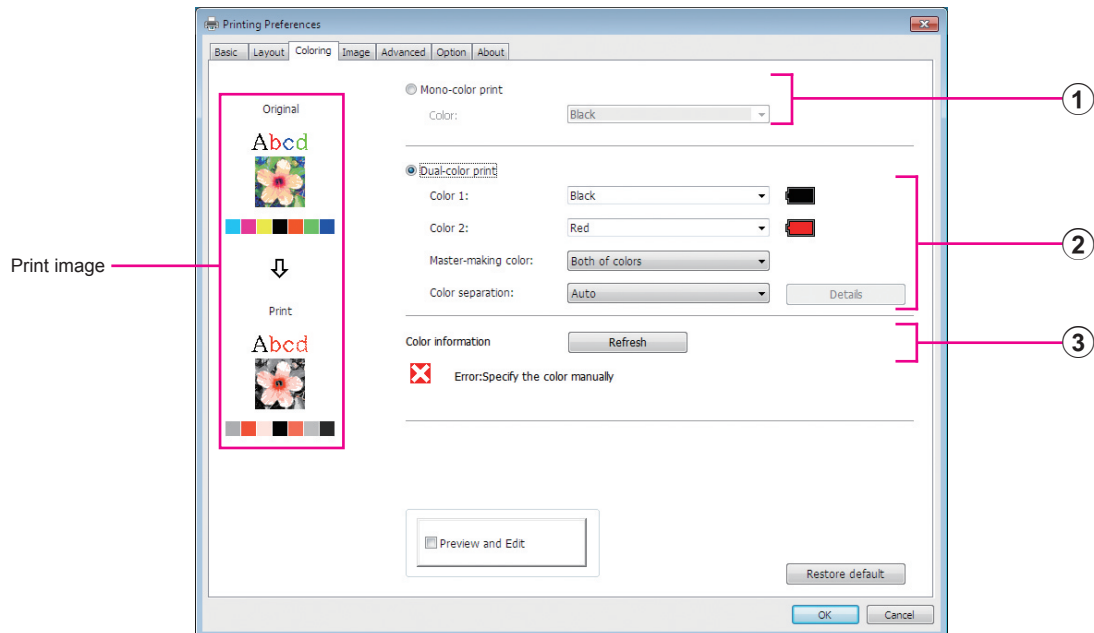 Printing Preferences
Basic Layout Coloring Image Advanced Option About
Print image
Original
Abcd
Print
Abcd
Mono-color print
Color: Black
1
Dual-color print
Color 1: Black
Color 2: Red
Master-making color: Both of colors
Color separation: Auto Details
2
Color information Refresh
Error:Specify the color manually
3
Preview and Edit
Restore default
OK Cancel